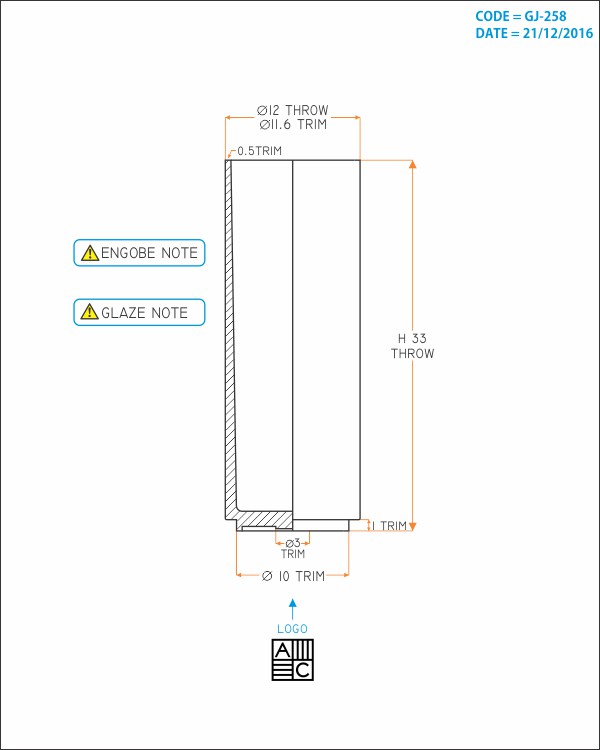 CODE = GJ-258
DATE = 21/12/2016
Ø12 THROW
Ø11.6 TRIM
0.5TRIM
ENGOBE NOTE
GLAZE NOTE
H 33
THROW
1 TRIM
Ø3
TRIM
Ø 10 TRIM
LOGO
A
C